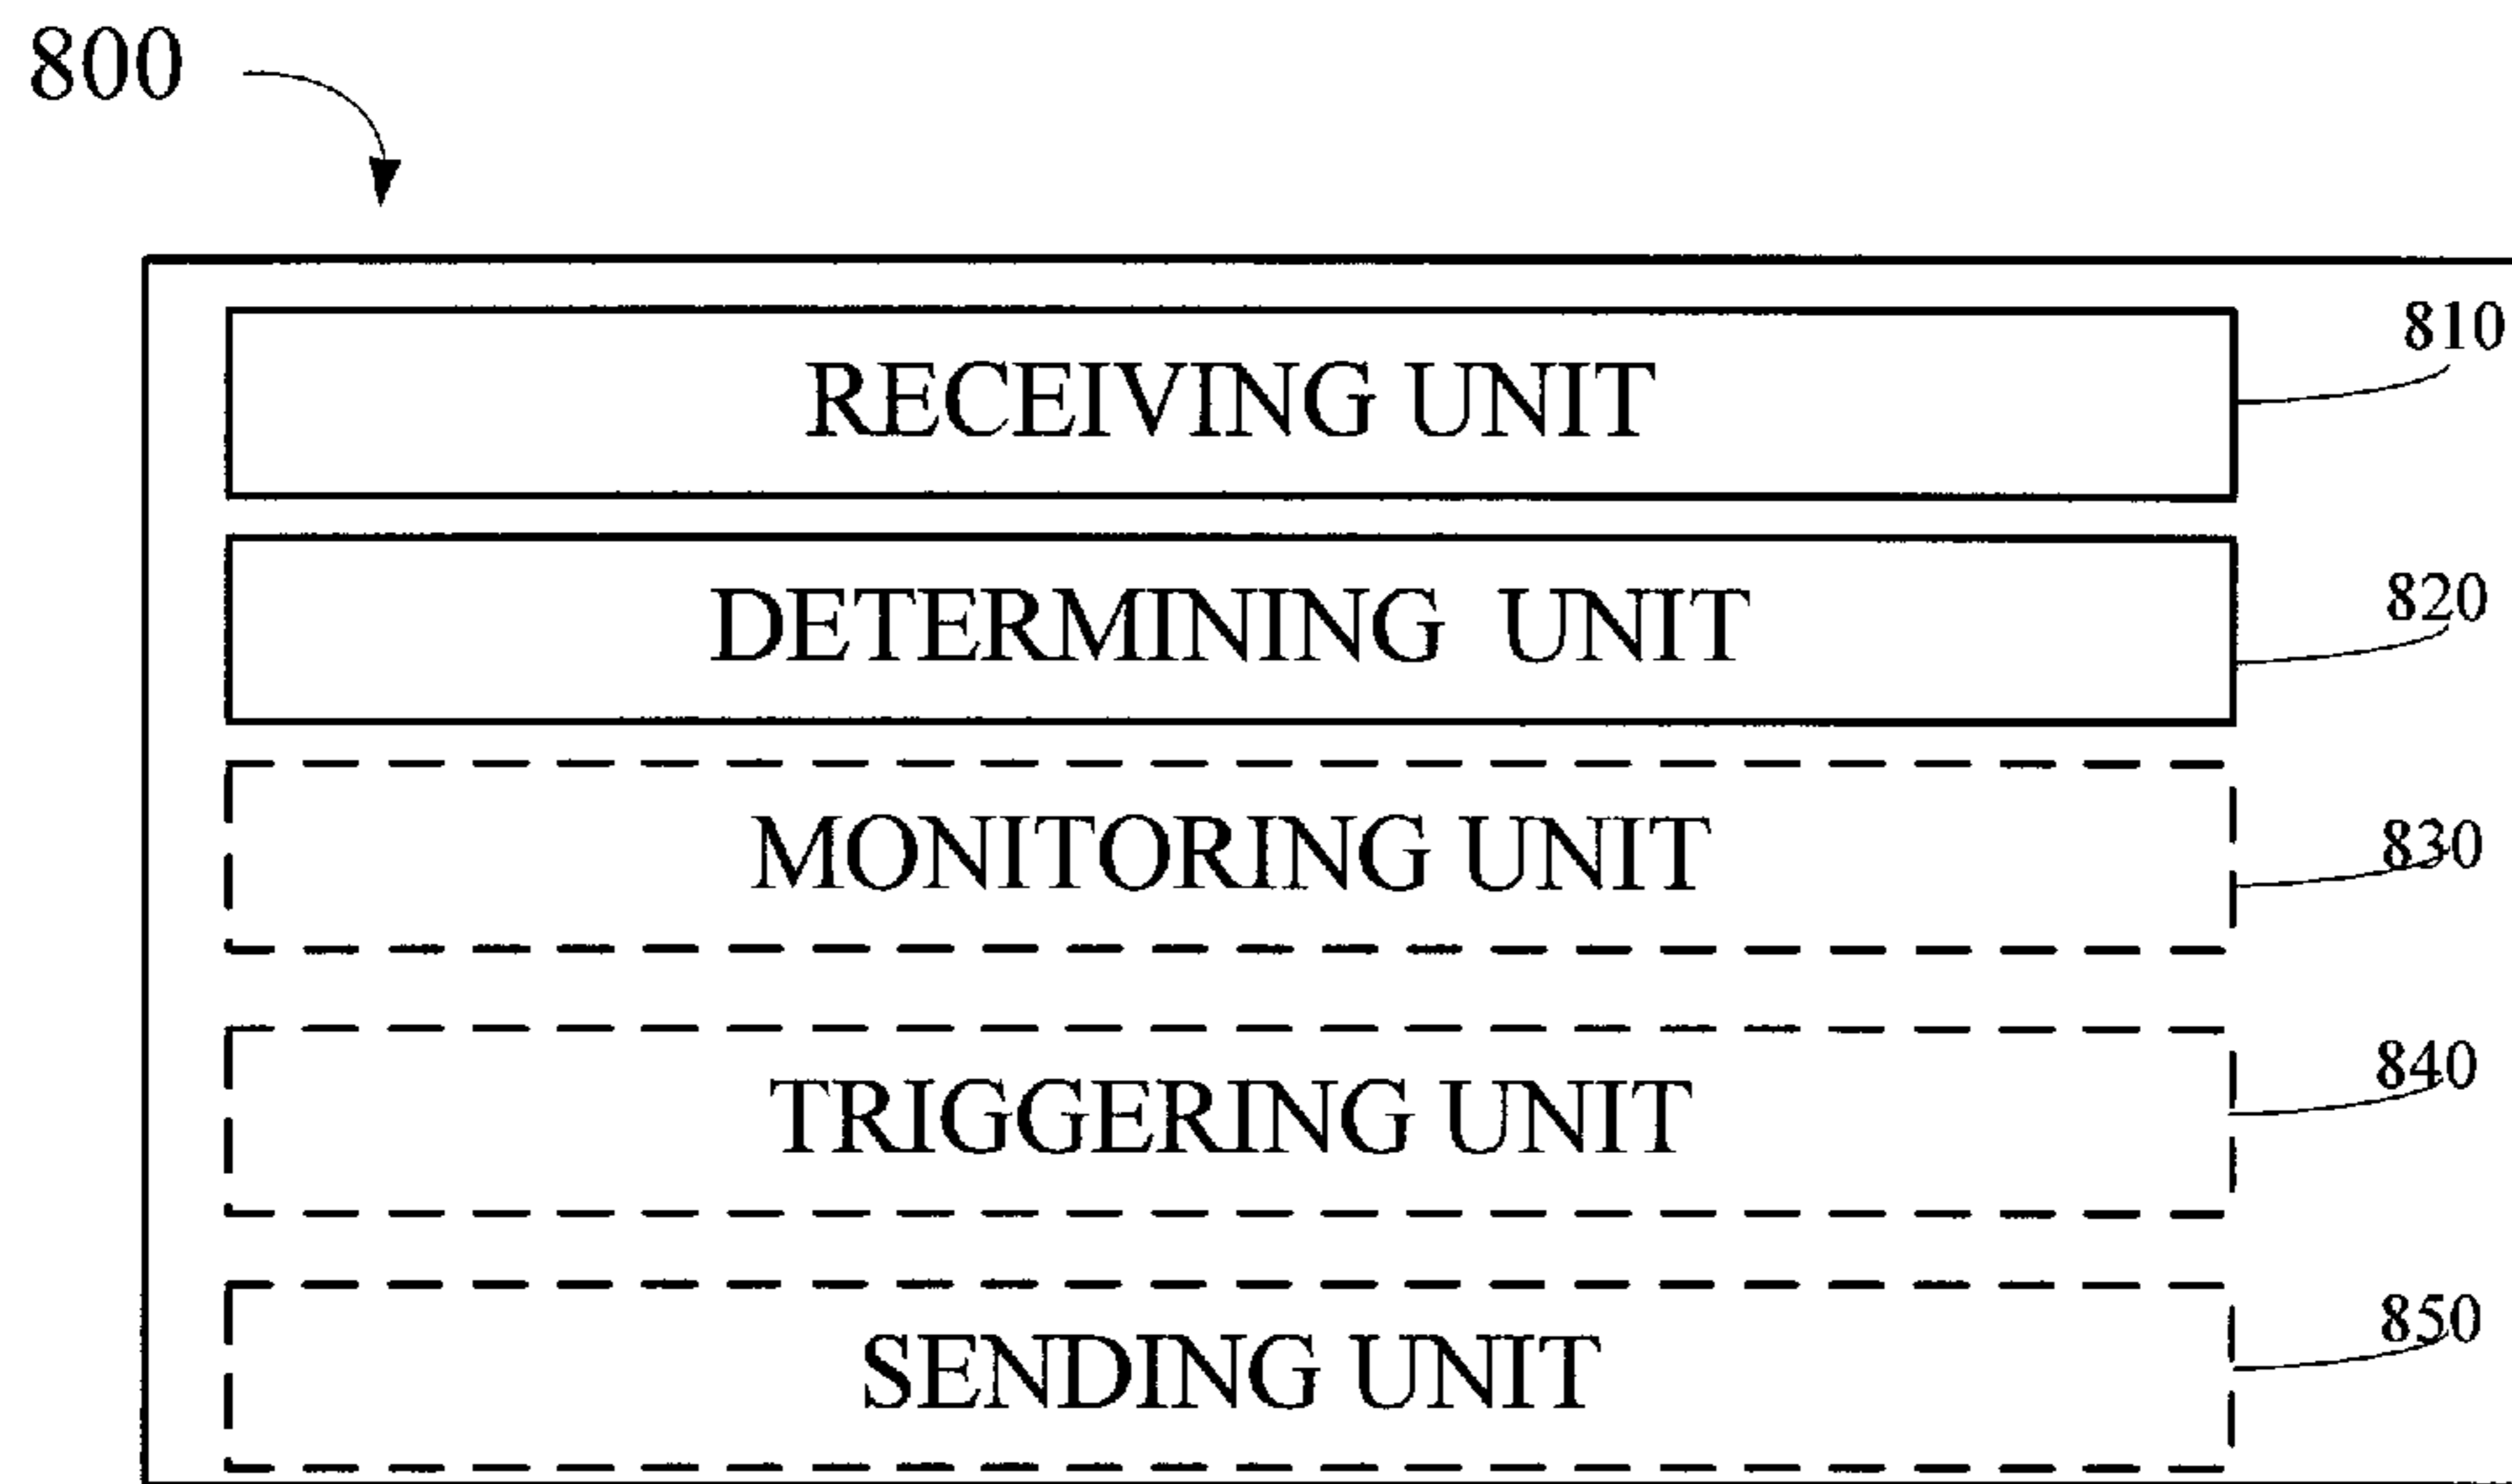 800
810
RECEIVING UNIT
820
DETERMINING UNIT
830
MONITORING UNIT
840
TRIGGERING UNIT
850
SENDING UNIT